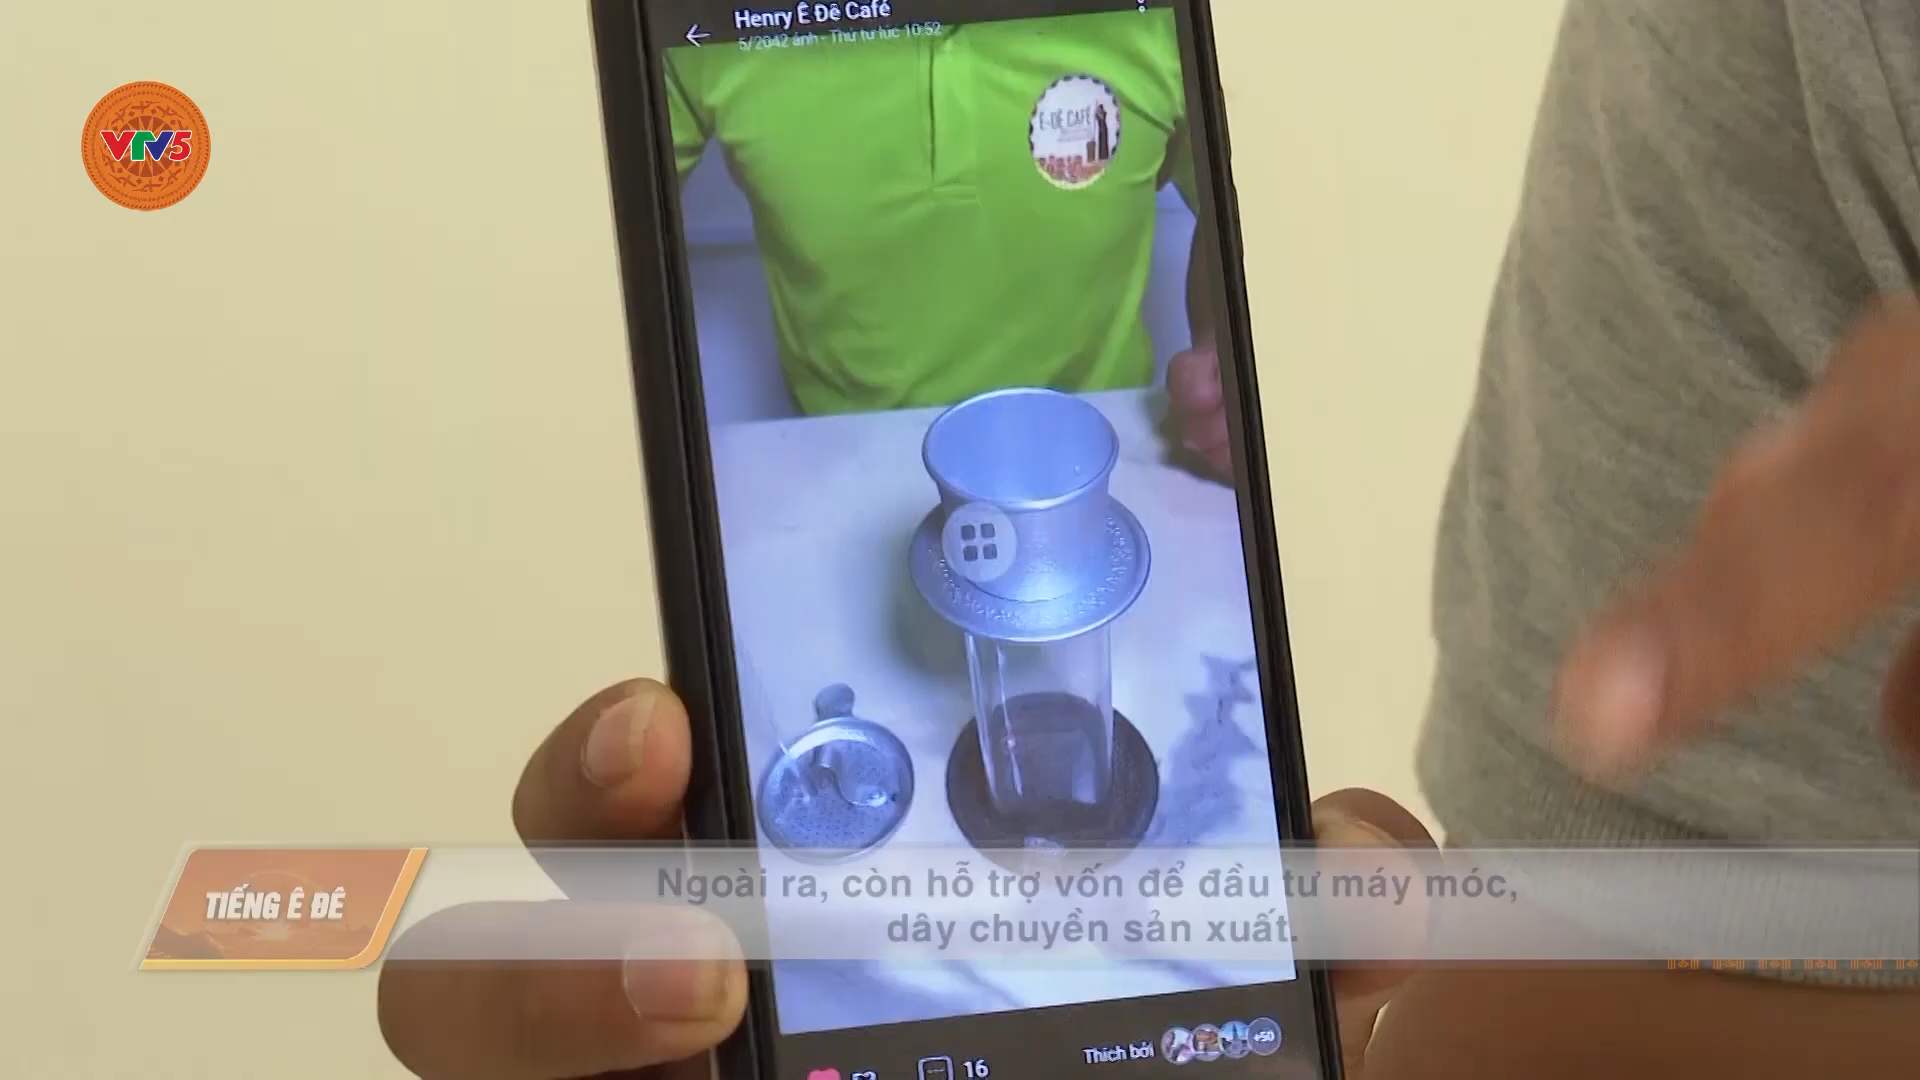 Henry Ê Đê Café
5/2042 ảnh - Thứ tư lúc 10:52
VTV5
Ê-ĐÊ CAFÉ
Ngoài ra, còn hỗ trợ vốn để đầu tư máy móc,
dây chuyền sản xuất.
TIẾNG Ê ĐÊ
Thích bởi
+50
16